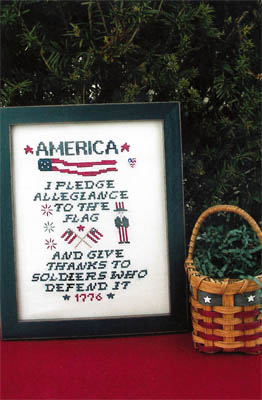 AMERICA
I PLEDGE
ALLEGIANCE
TO THE
FLAG
AND GIVE
THANKS TO
SOLDIERS WHO
DEFEND IT
1776